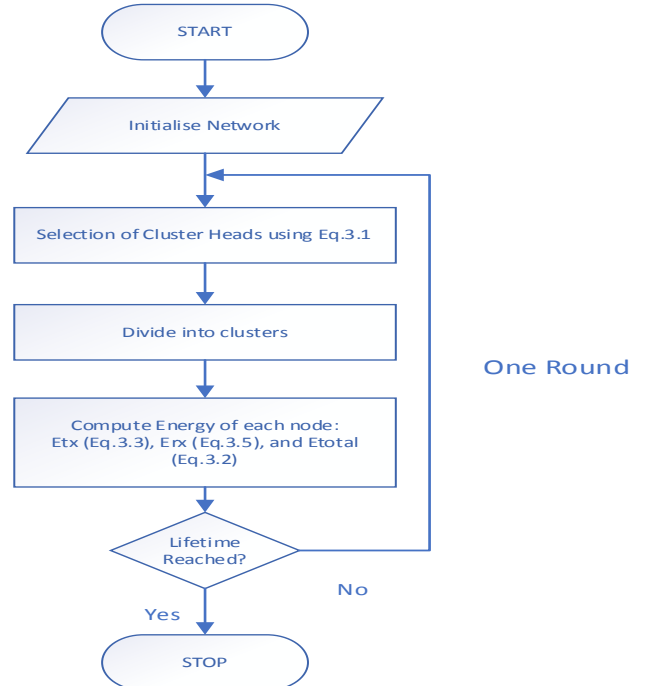 START
Initialise Network
Selection of Cluster Heads using Eq.3.1
Divide into clusters
One Round
Compute Energy of each node:
Etx (Eq.3.3), Erx (Eq.3.5), and Etotal
(Eq.3.2)
Lifetime
Reached?
No
Yes
STOP